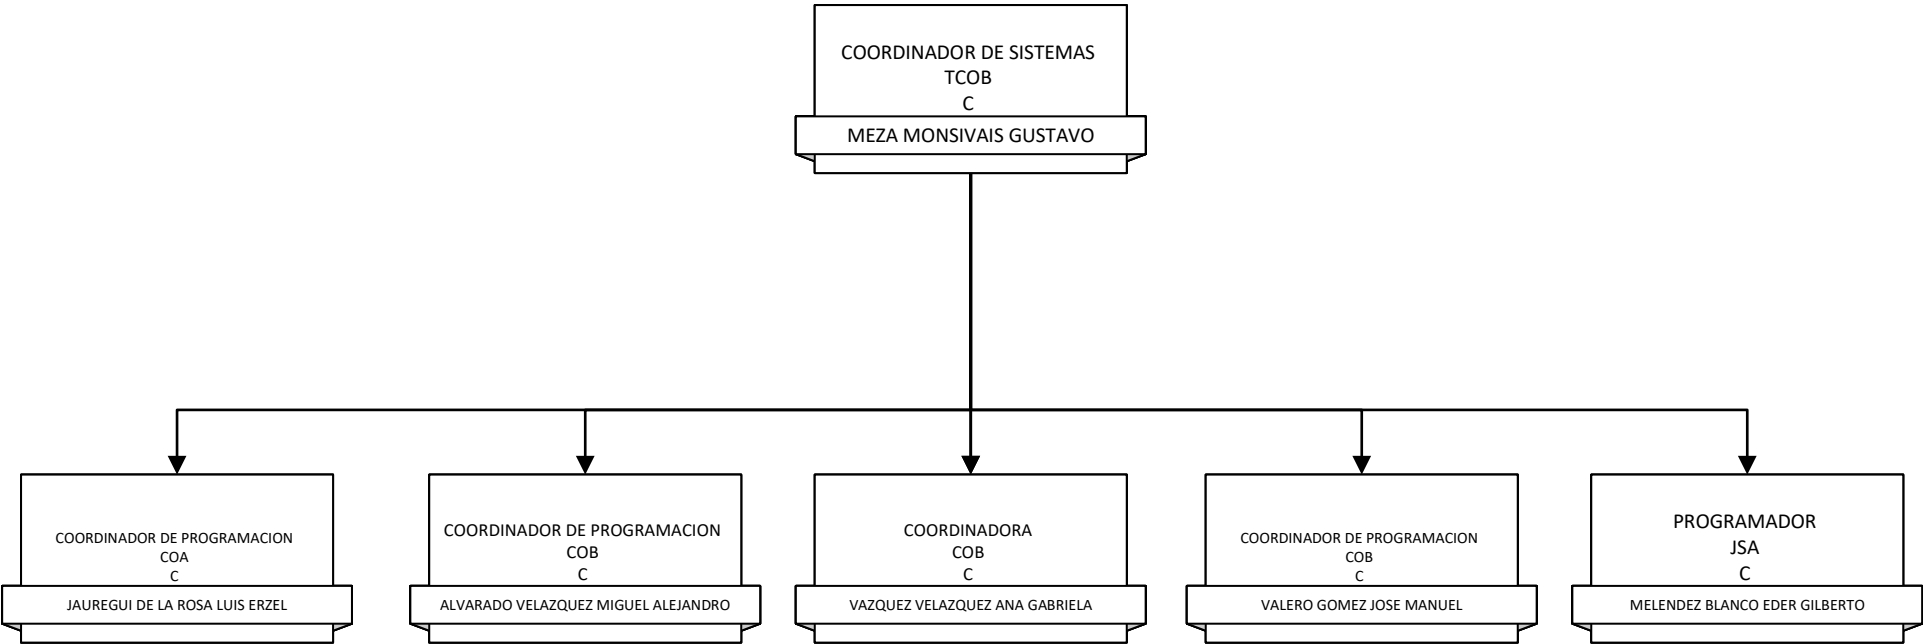 COORDINADOR DE SISTEMAS
TCOB
C
MEZA MONSIVAIS GUSTAVO
COORDINADOR DE PROGRAMACION
COA
C
JAUREGUI DE LA ROSA LUIS ERZEL
COORDINADOR DE PROGRAMACION
COB
C
ALVARADO VELAZQUEZ MIGUEL ALEJANDRO
COORDINADORA
COB
C
VAZQUEZ VELAZQUEZ ANA GABRIELA
COORDINADOR DE PROGRAMACION
COB
C
VALERO GOMEZ JOSE MANUEL
PROGRAMADOR
JSA
C
MELENDEZ BLANCO EDER GILBERTO